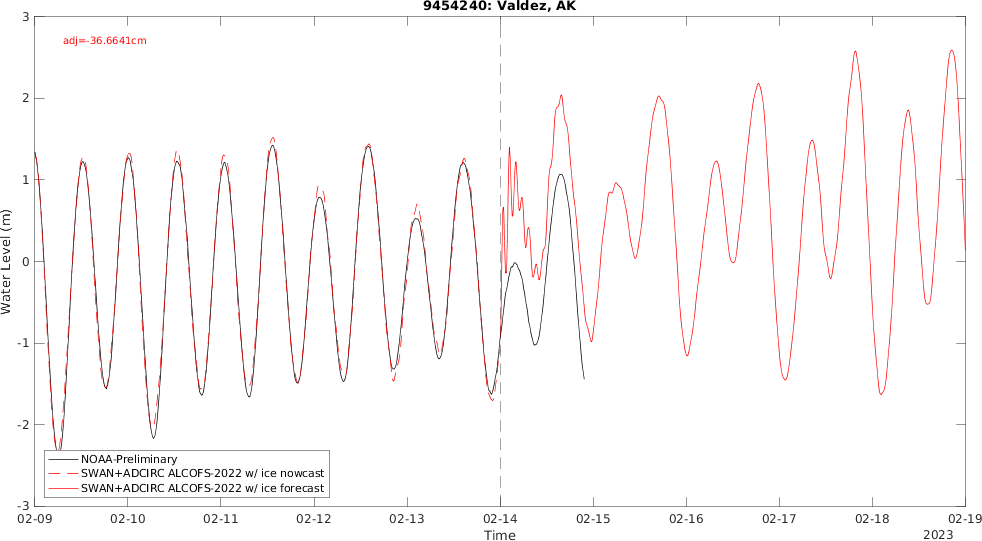 9454240: Valdez, AK
adj=-36.6641cm
Water Level (m)
3
2
1
0
-1
-2
-3
NOAA-Preliminary
SWAN+ADCIRC ALCOFS-2022 w/ ice nowcast
SWAN+ADCIRC ALCOFS-2022 w/ ice forecast
02-09 02-10 02-11 02-12 02-13 02-14 02-15 02-16 02-17 02-18 02-19
Time
2023